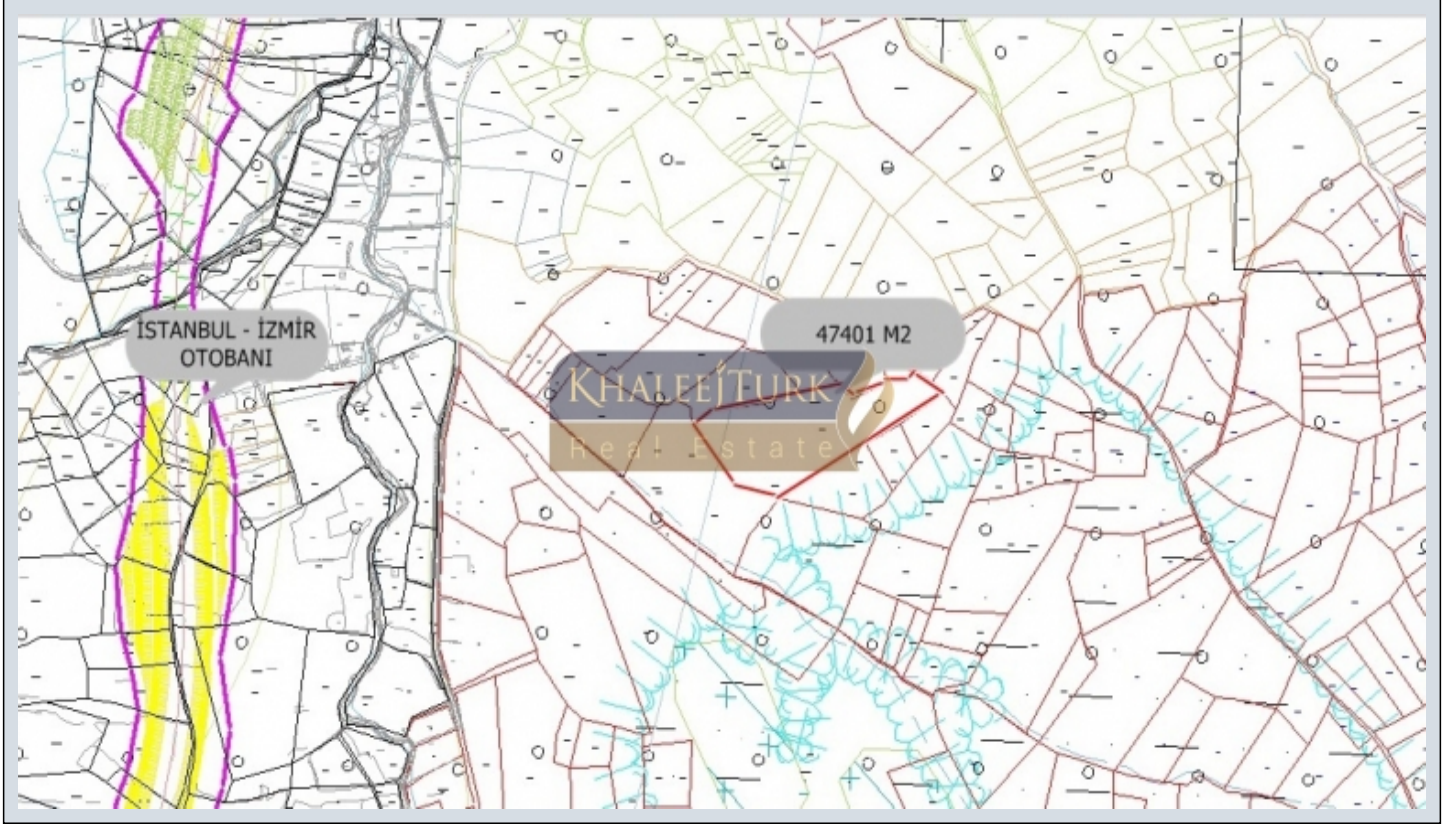 İSTANBUL - İZMİR
OTOBANI
47401 M2
KHALEEJTURK
Real Estate